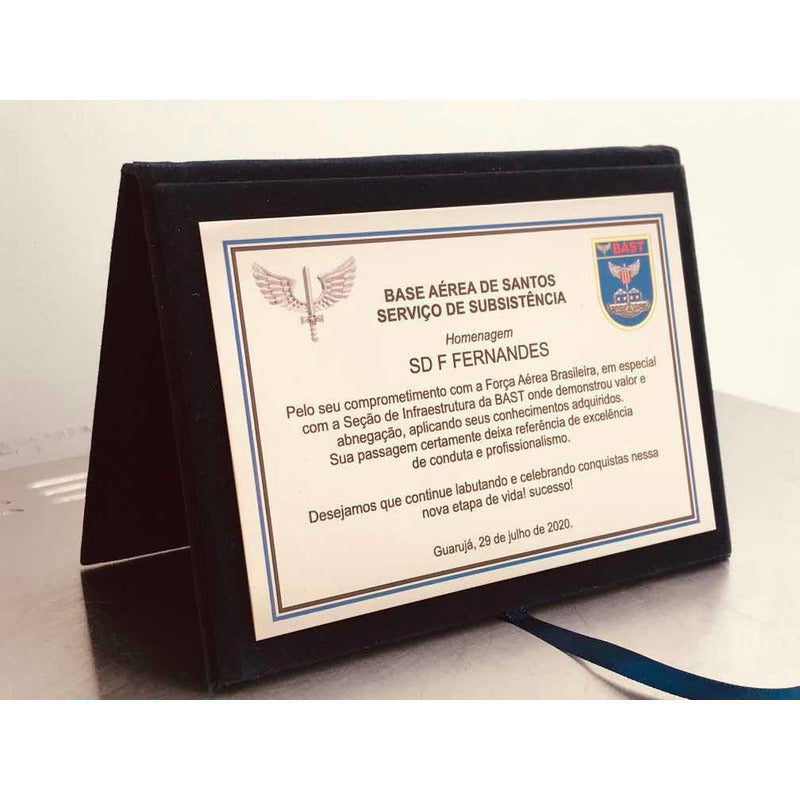 BAST
BASE AÉREA DE SANTOS
SERVIÇO DE SUBSISTÊNCIA
Homenagem
SD F FERNANDES
Pelo seu comprometimento com a Força Aérea Brasileira, em especial
com a Seção de Infraestrutura da BAST onde demonstrou valor e
abnegação, aplicando seus conhecimentos adquiridos.
Sua passagem certamente deixa referência de excelência
de conduta e profissionalismo.
Desejamos que continue labutando e celebrando conquistas nessa
nova etapa de vida! sucesso!
Guarujá, 29 de julho de 2020.